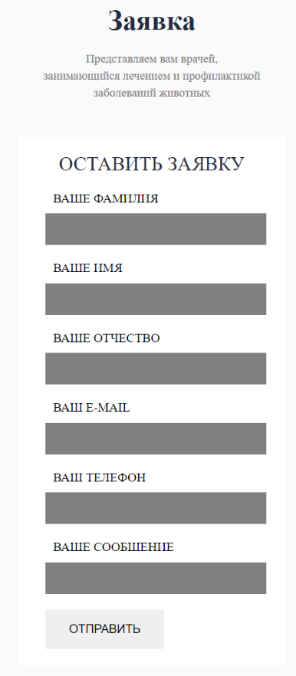 Заявка
Представляем вам врачей,
занимающийся лечением и профилактикой
заболеваний животных
ОСТАВИТЬ ЗАЯВКУ
ВАШЕ ФАМИЛИЯ
ВАШЕ ИМЯ
ВАШЕ ОТЧЕСТВО
ВАШ E-MAIL
ВАШ ТЕЛЕФОН
ВАШЕ СООБШЕНИЕ
ОТПРАВИТЬ